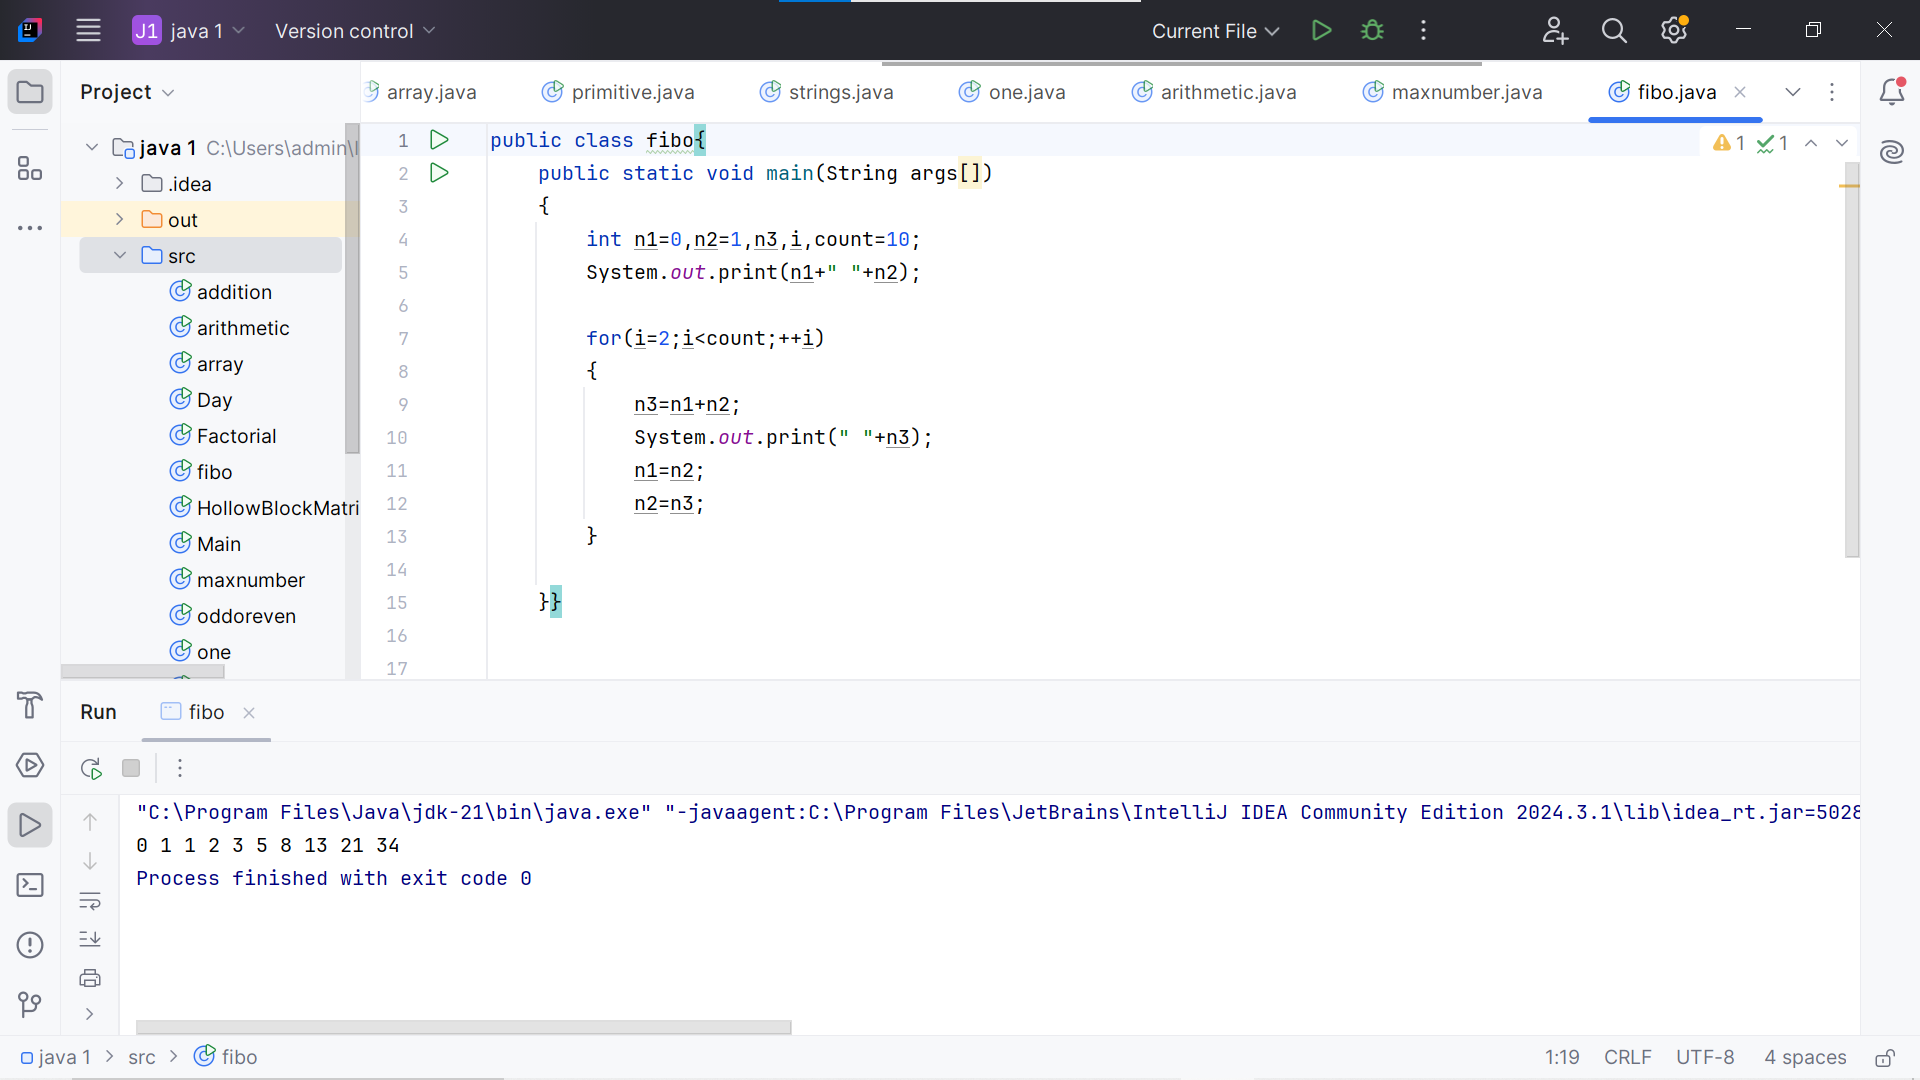 J1 java 1 Version control Current File
Project array.java primitive.java strings.java one.java arithmetic.java maxnumber.java fibo.java
java 1 C:\Users\admin\I
.idea
out
src
addition
arithmetic
array
Day
Factorial
fibo
HollowBlockMatri
Main
maxnumber
oddoreven
one
1 public class fibo{
2 public static void main(String args[])
3 {
4 int n1=0,n2=1,n3,i,count=10;
5 System.out.print(n1+" "+n2);
6
7 for(i=2;i<count;++i)
8 {
9 n3=n1+n2;
10 System.out.print(" "+n3);
11 n1=n2;
12 n2=n3;
13 }
14
15 }}
16
17
1 1
Run fibo
"C:\Program Files\Java\jdk-21\bin\java.exe" "-javaagent:C:\Program Files\JetBrains\IntelliJ IDEA Community Edition 2024.3.1\lib\idea_rt.jar=5028
0 1 1 2 3 5 8 13 21 34
Process finished with exit code 0
java 1 > src > fibo 1:19 CRLF UTF-8 4 spaces